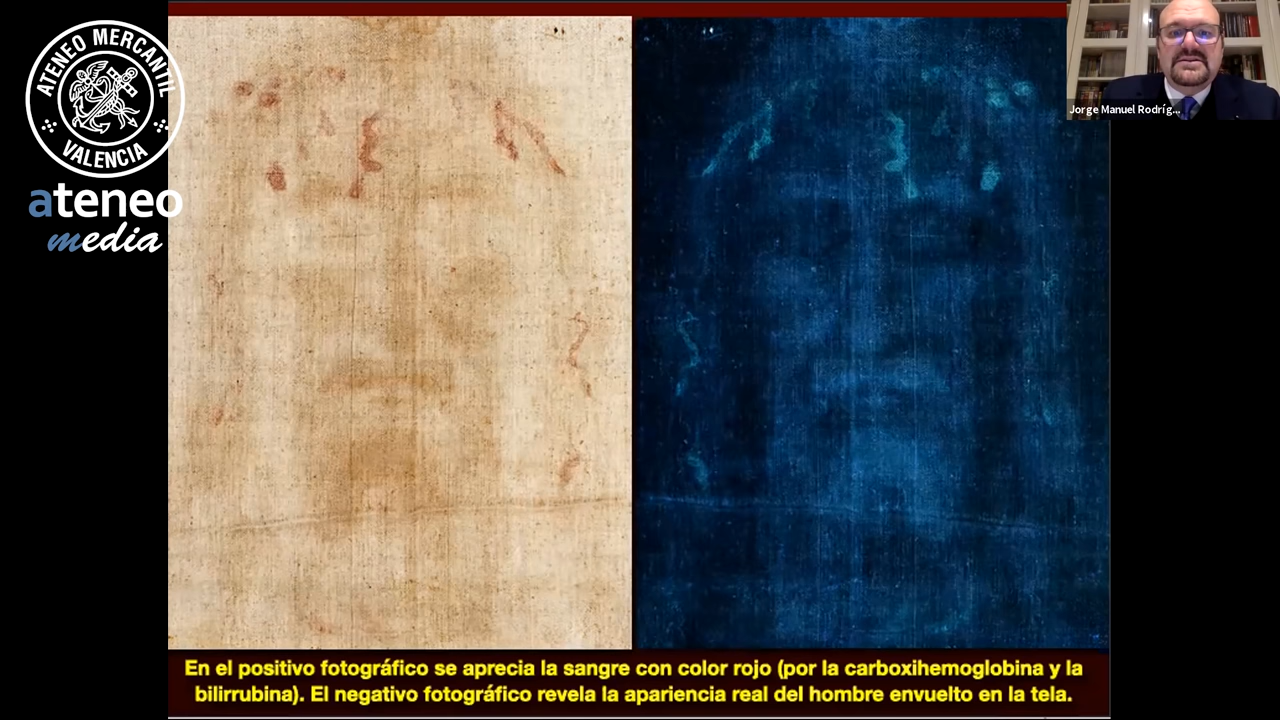 ATENEO MERCANTIL
VALENCIA
ateneo
media
Jorge Manuel Rodríg...
En el positivo fotográfico se aprecia la sangre con color rojo (por la carboxihemoglobina y la
bilirrubina). El negativo fotográfico revela la apariencia real del hombre envuelto en la tela.